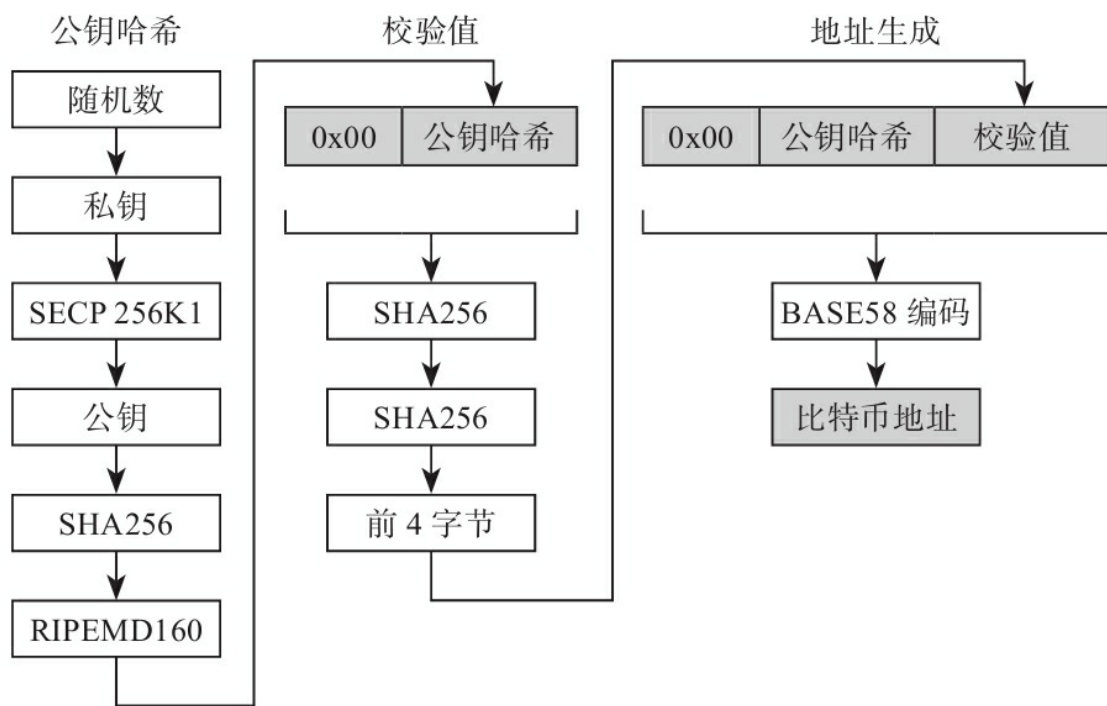 公钥哈希
随机数
私钥
SECP 256K1
公钥
SHA256
RIPEMD160
校验值
0x00 公钥哈希
SHA256
SHA256
前 4 字节
地址生成
0x00 公钥哈希 校验值
BASE58 编码
比特币地址